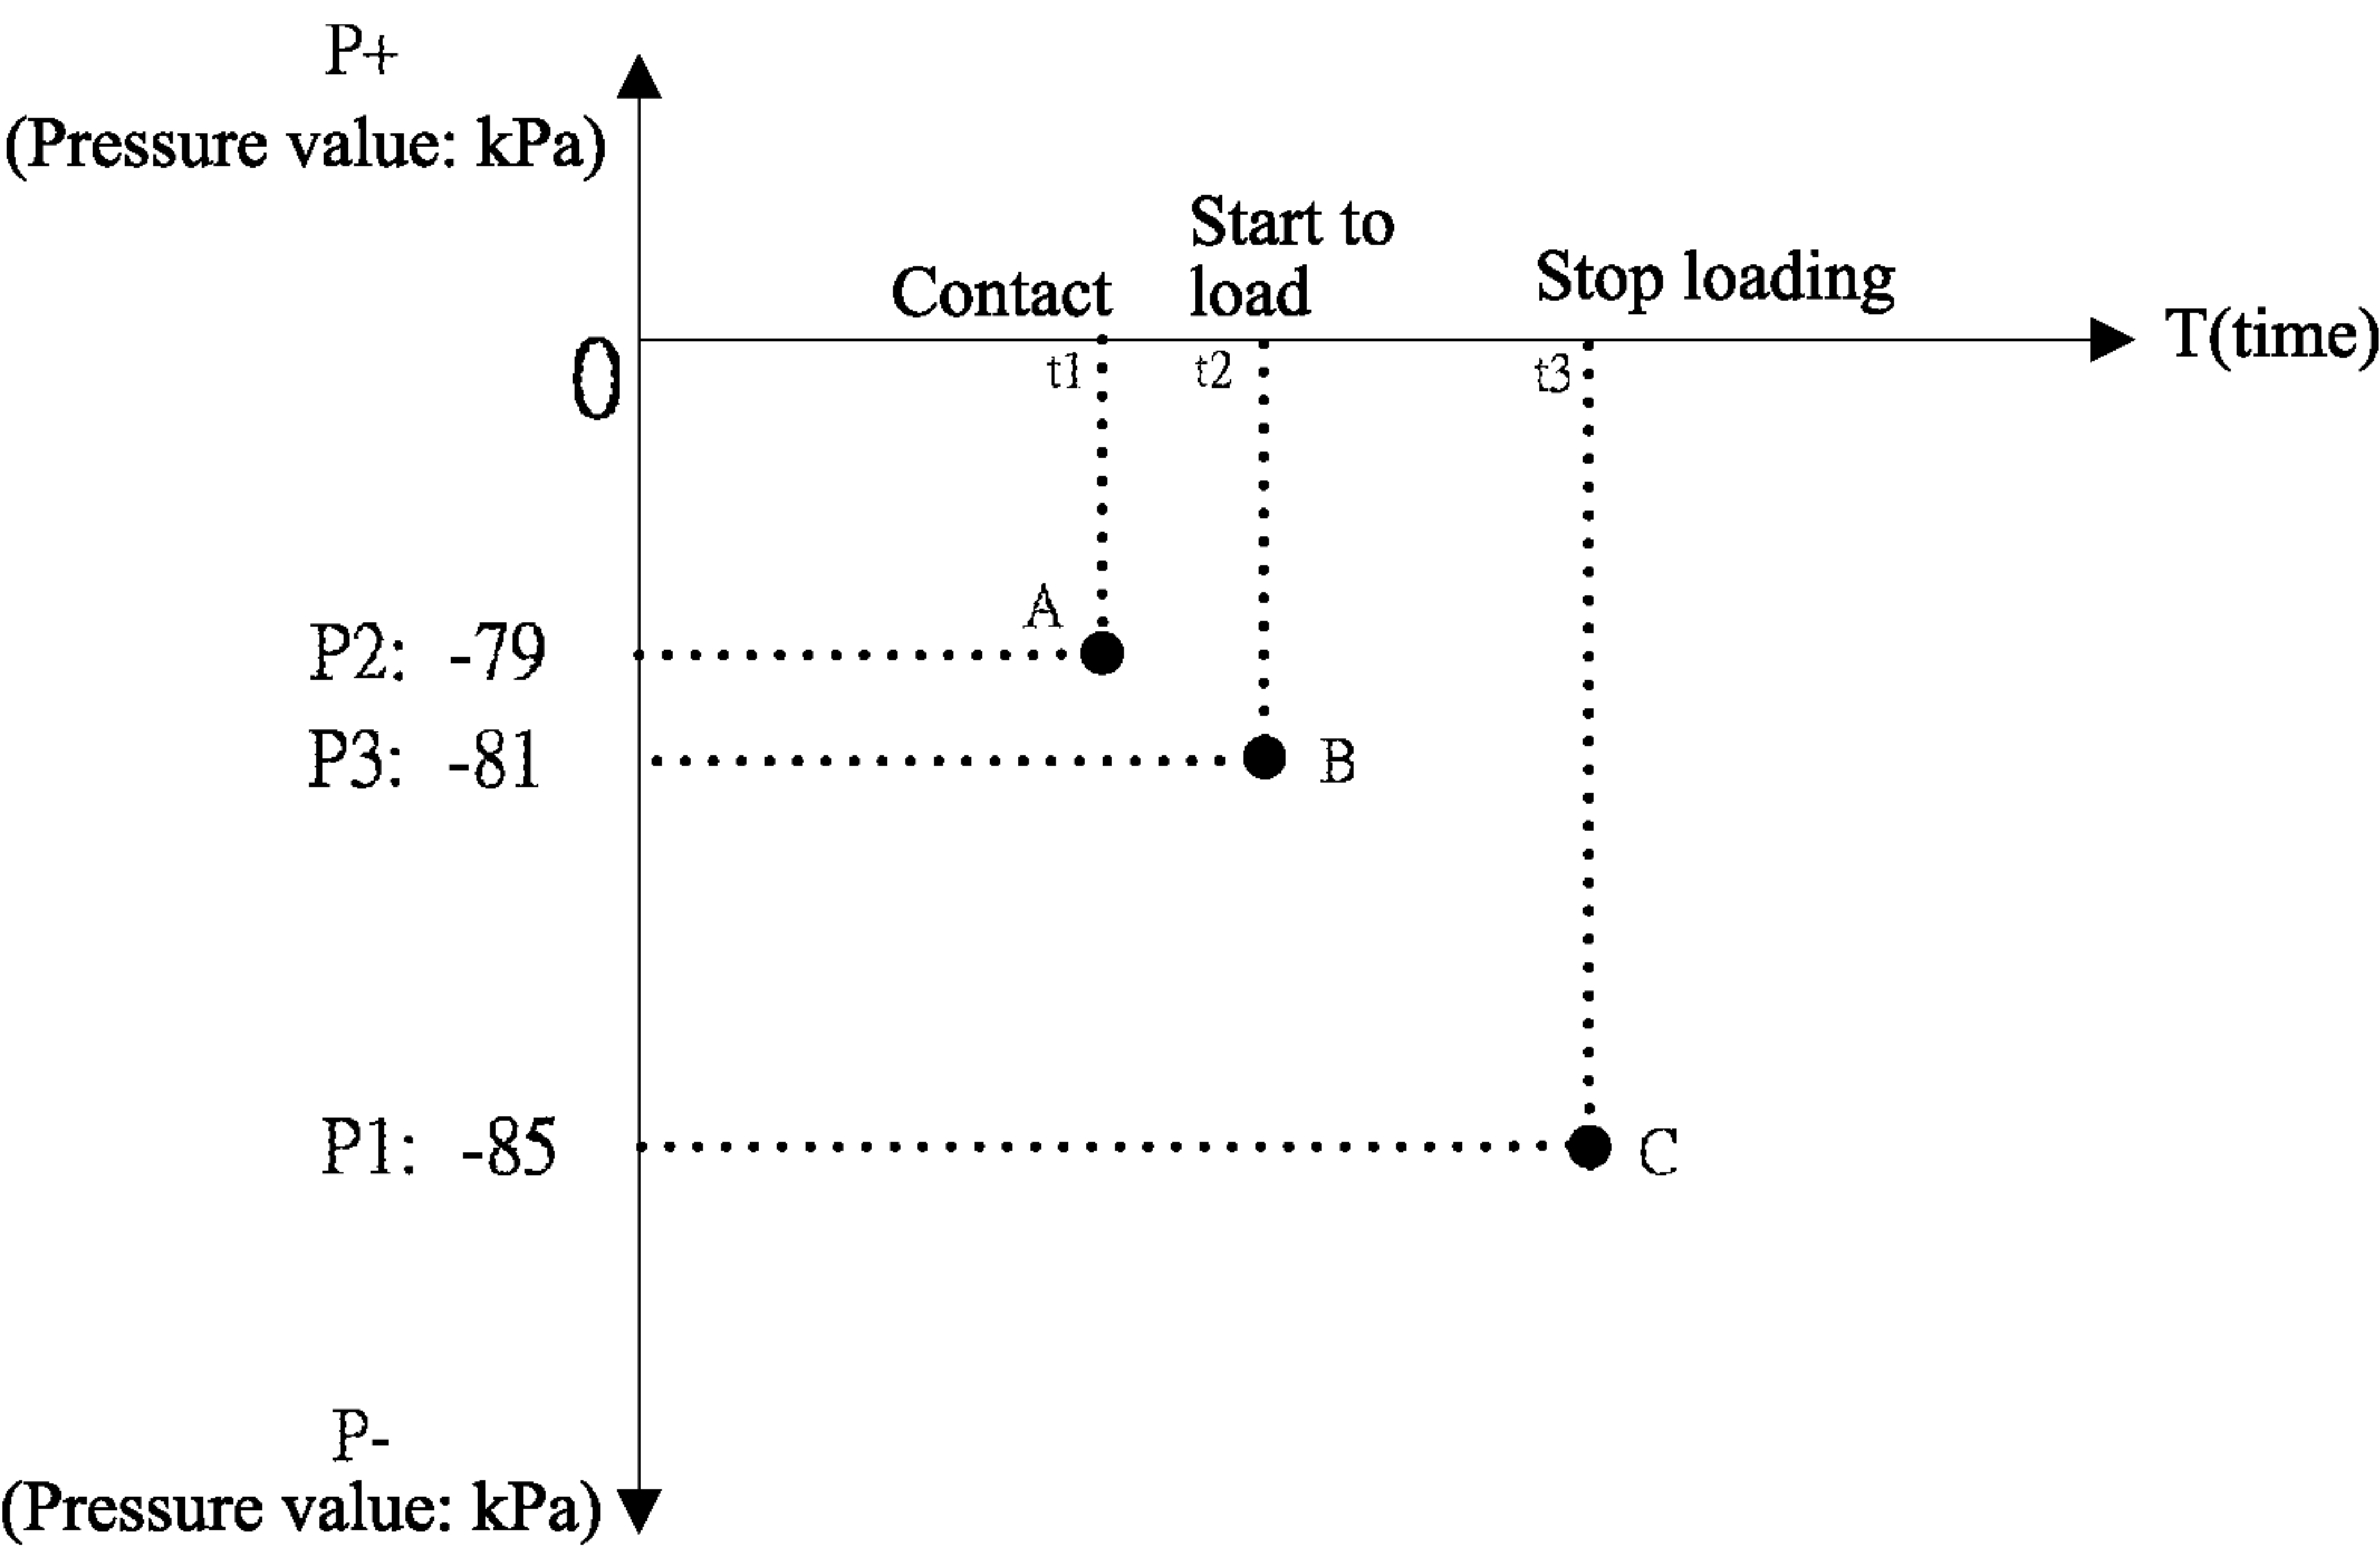 P+
(Pressure value: kPa)
Start to
Contact load
Stop loading
T(time)
0
t1
t2
t3
A
P2: -79
P3: -81
B
P1: -85
C
P-
(Pressure value: kPa)